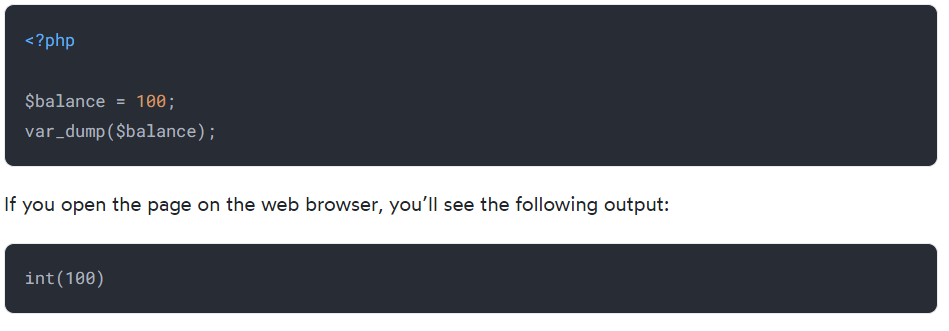 <?php
$balance = 100;
var_dump($balance);
If you open the page on the web browser, you’ll see the following output:
int(100)